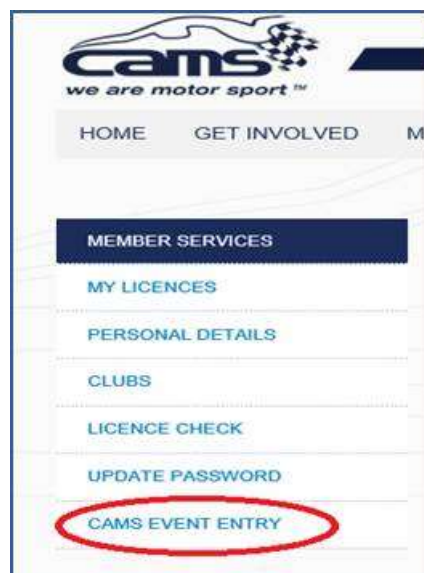 cams
we are motor sport ™
HOME GET INVOLVED M
MEMBER SERVICES
MY LICENCES
PERSONAL DETAILS
CLUBS
LICENCE CHECK
UPDATE PASSWORD
CAMS EVENT ENTRY